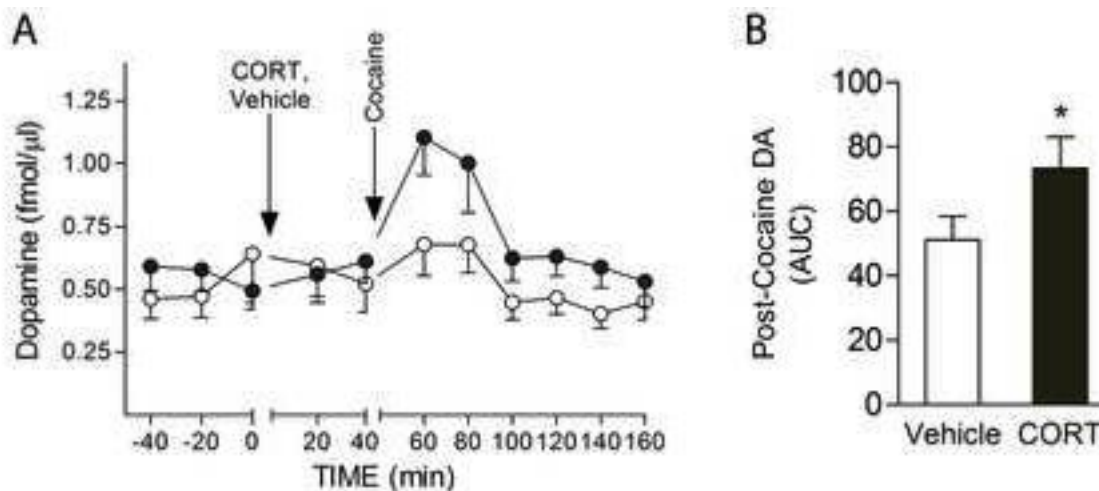 A
CORT,
Vehicle
Cocaine
Dopamine (fmol/µl)
1.25
1.00
0.75
0.50
0.25
-40 -20 0 20 40 60 80 100 120 140 160
TIME (min)
B
*
Post-Cocaine DA
(AUC)
100
80
60
40
20
0
Vehicle CORT